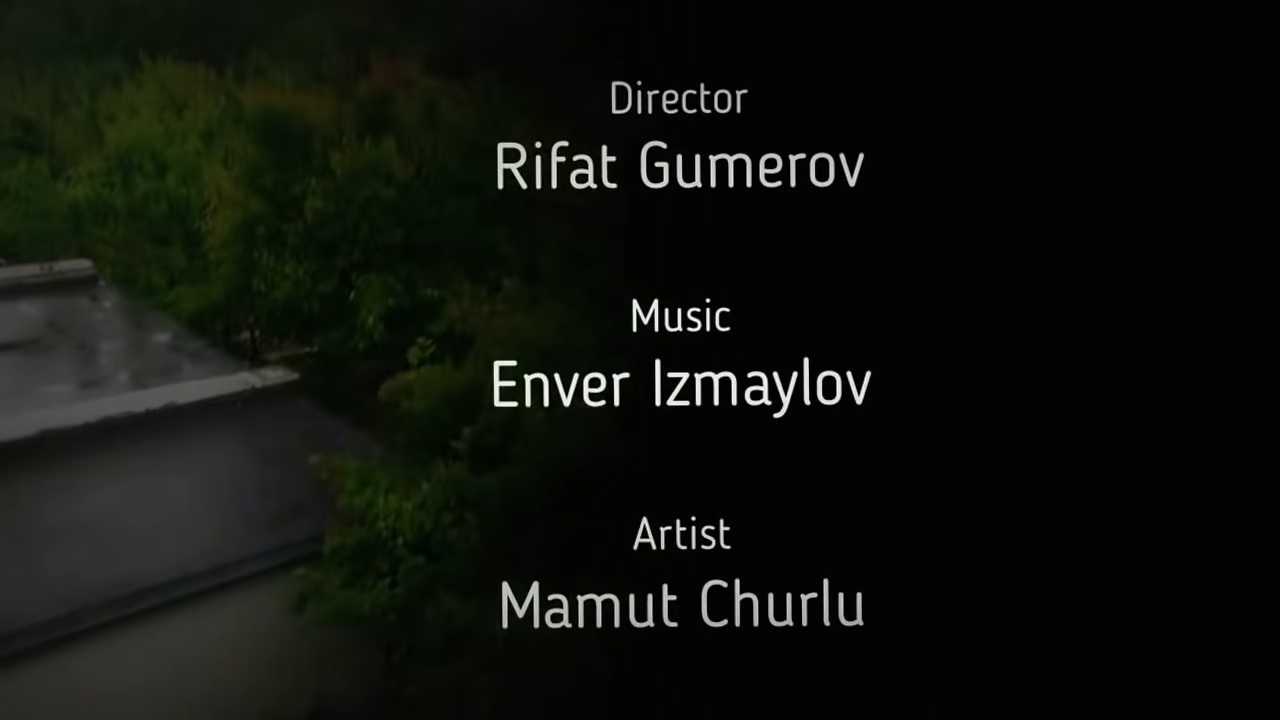 Director
Rifat Gumerov
Music
Enver Izmaylov
Artist
Mamut Churlu